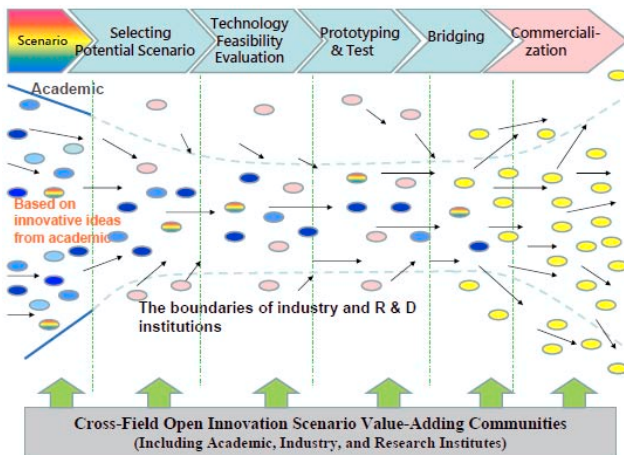 Scenario
Selecting
Potential Scenario
Technology
Feasibility
Evaluation
Prototyping
& Test
Bridging
Commerciali-
zation
Academic
Based on
innovative ideas
from academic
The boundaries of industry and R & D
institutions
Cross-Field Open Innovation Scenario Value-Adding Communities
(Including Academic, Industry, and Research Institutes)